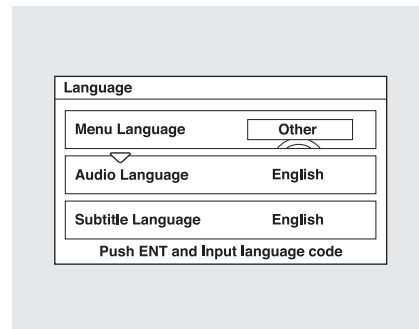 Language
Menu Language Other
Audio Language English
Subtitle Language English
Push ENT and Input language code